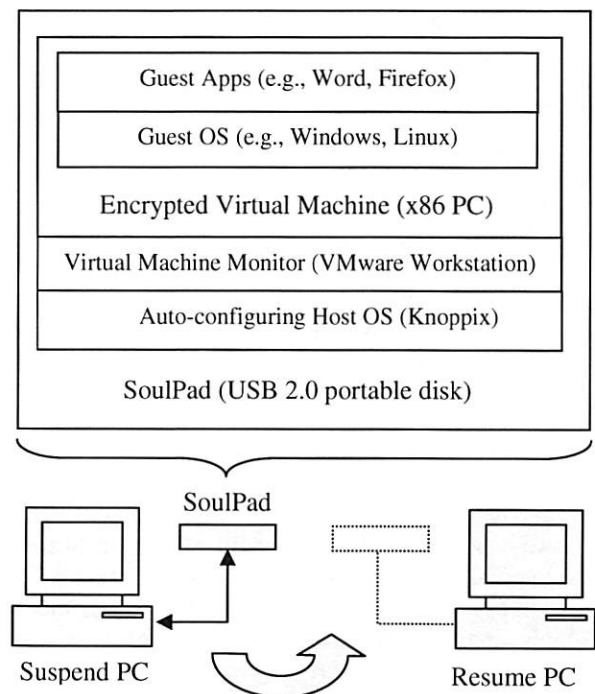 Guest Apps (e.g., Word, Firefox)
Guest OS (e.g., Windows, Linux)
Encrypted Virtual Machine (x86 PC)
Virtual Machine Monitor (VMware Workstation)
Auto-configuring Host OS (Knoppix)
SoulPad (USB 2.0 portable disk)
SoulPad
Suspend PC
Resume PC